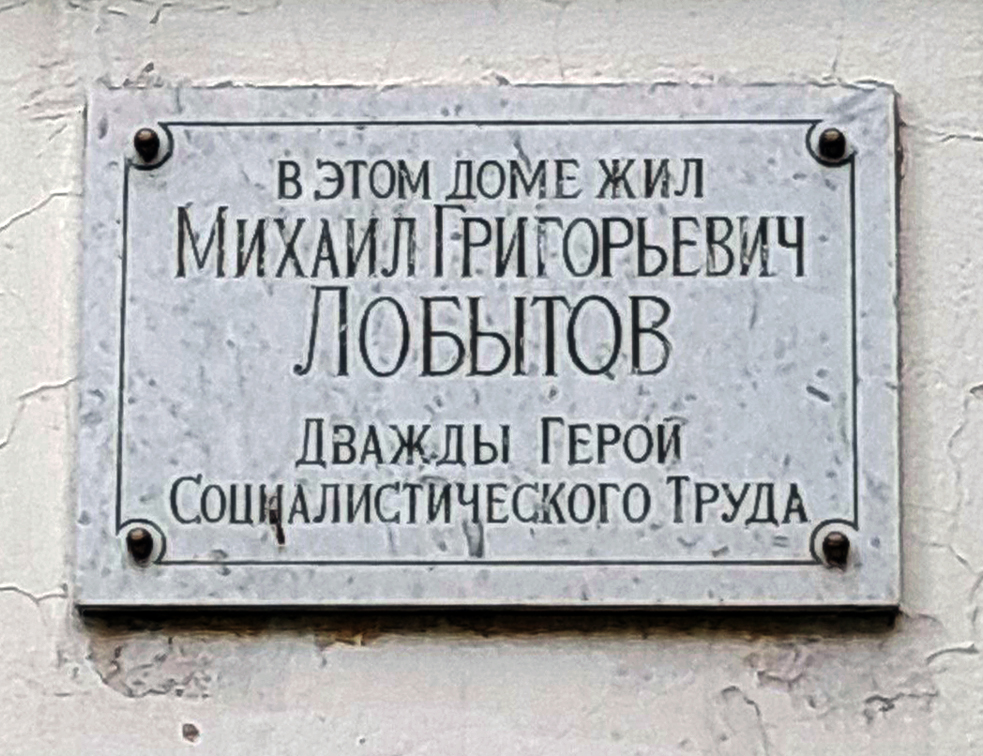 В ЭТОМ ДОМЕ ЖИЛ
МИХАИЛ ГРИГОРЬЕВИЧ
ЛОБЫТОВ
ДВАЖДЫ ГЕРОЙ
СОЦИАЛИСТИЧЕСКОГО ТРУДА